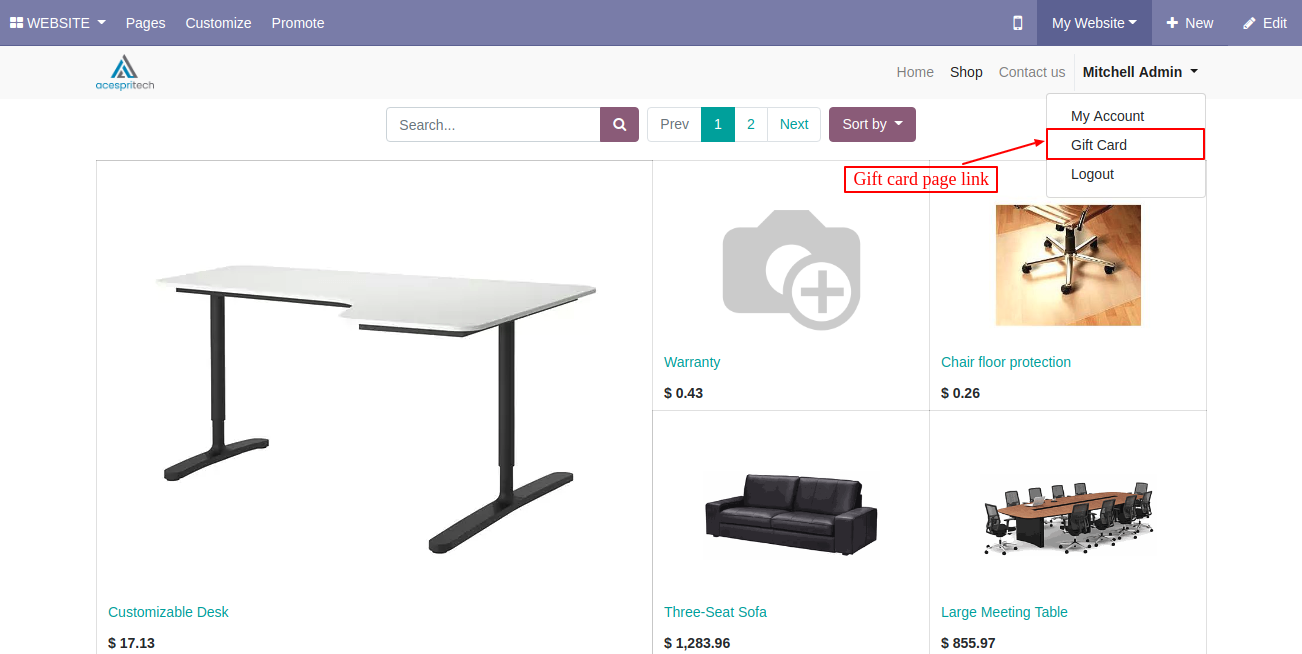 WEBSITE Pages Customize Promote My Website New Edit
acespritech
Home Shop Contact us Mitchell Admin
My Account
Gift Card
Logout
Search... Prev 1 2 Next Sort by
Gift card page link
Warranty
$ 0.43
Chair floor protection
$ 0.26
Customizable Desk
$ 17.13
Three-Seat Sofa
$ 1,283.96
Large Meeting Table
$ 855.97